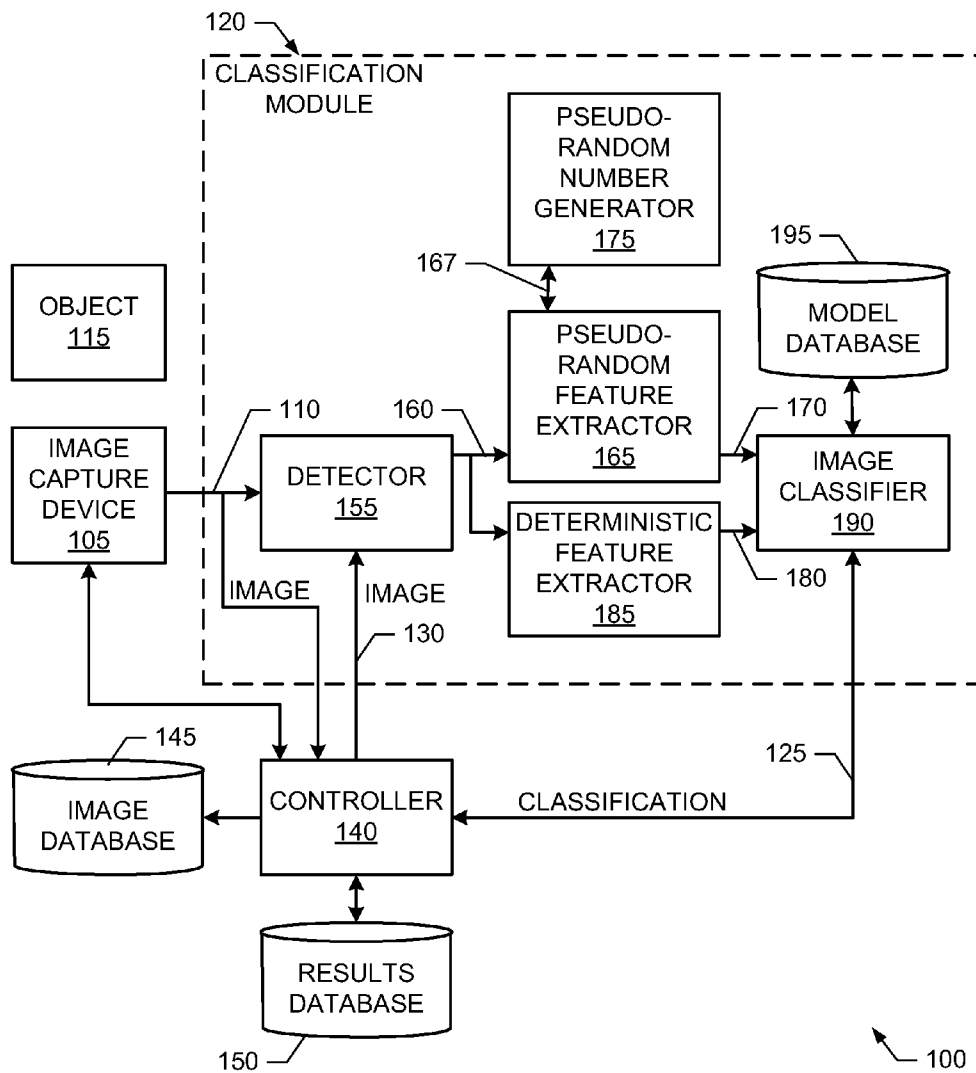 120
CLASSIFICATION
MODULE
PSEUDO-
RANDOM
NUMBER
GENERATOR
175
167
195
MODEL
DATABASE
OBJECT
115
PSEUDO-
RANDOM
FEATURE
EXTRACTOR
165
110
160
170
IMAGE
CAPTURE
DEVICE
105
DETECTOR
155
IMAGE
CLASSIFIER
190
DETERMINISTIC
FEATURE
EXTRACTOR
185
180
IMAGE
IMAGE
130
145
IMAGE
DATABASE
CONTROLLER
140
CLASSIFICATION
125
RESULTS
DATABASE
150
100